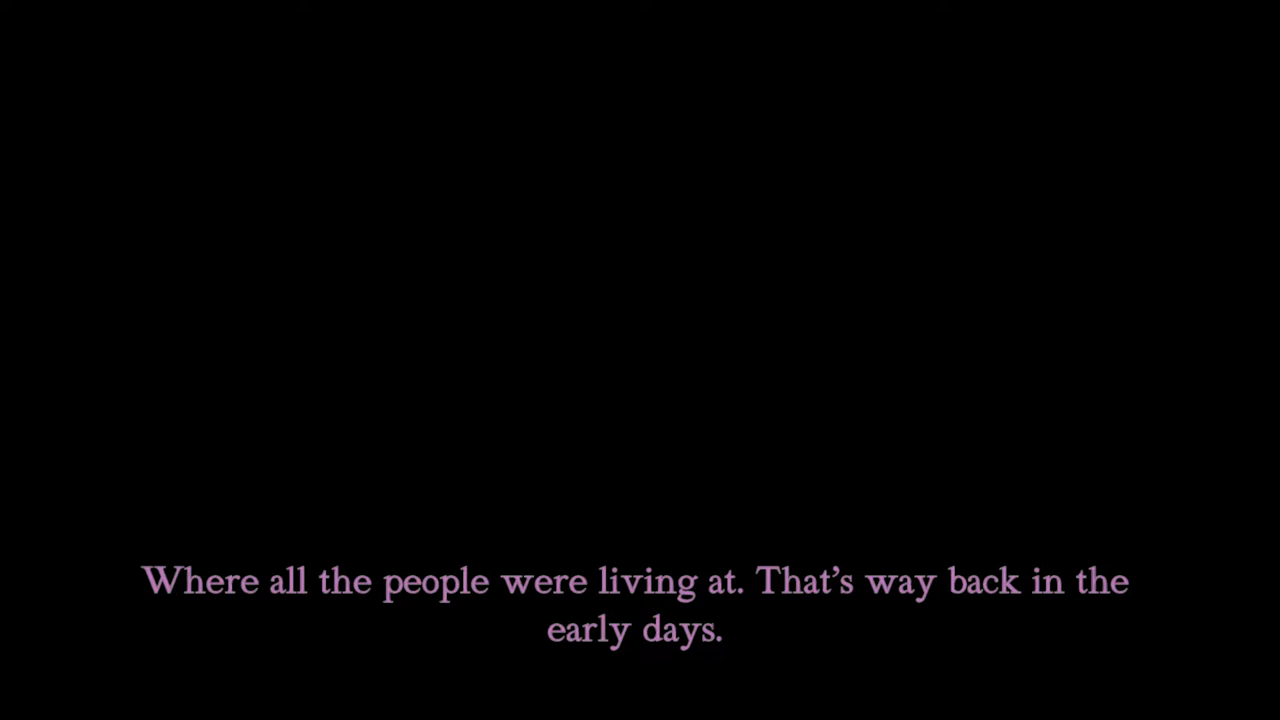 Where all the people were living at. That's way back in the
early days.